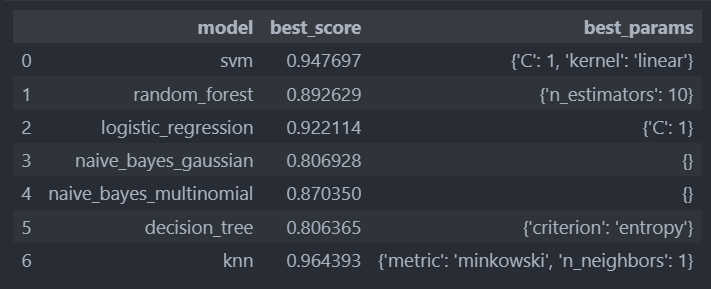 model best_score best_params
0 svm 0.947697 {'C': 1, 'kernel': 'linear'}
1 random_forest 0.892629 {'n_estimators': 10}
2 logistic_regression 0.922114 {'C': 1}
3 naive_bayes_gaussian 0.806928 {}
4 naive_bayes_multinomial 0.870350 {}
5 decision_tree 0.806365 {'criterion': 'entropy'}
6 knn 0.964393 {'metric': 'minkowski', 'n_neighbors': 1}